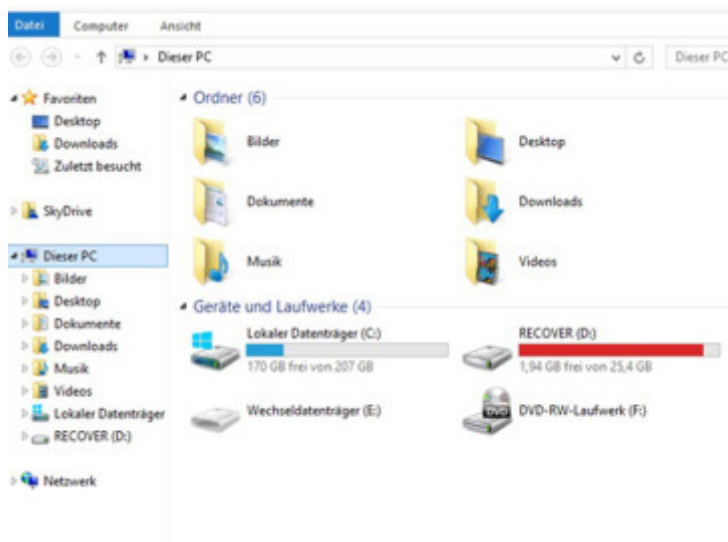 Datei Computer Ansicht
Dieser PC Dieser PC
Favoriten
Desktop
Downloads
Zuletzt besucht
SkyDrive
Dieser PC
Bilder
Desktop
Dokumente
Downloads
Musik
Videos
Lokaler Datenträger
RECOVER (D:)
Netzwerk
Ordner (6)
Bilder Desktop
Dokumente Downloads
Musik Videos
Geräte und Laufwerke (4)
Lokaler Datenträger (C:) RECOVER (D:)
170 GB frei von 207 GB 1,94 GB frei von 25,4 GB
Wechseldatenträger (E:) DVD DVD-RW-Laufwerk (F:)